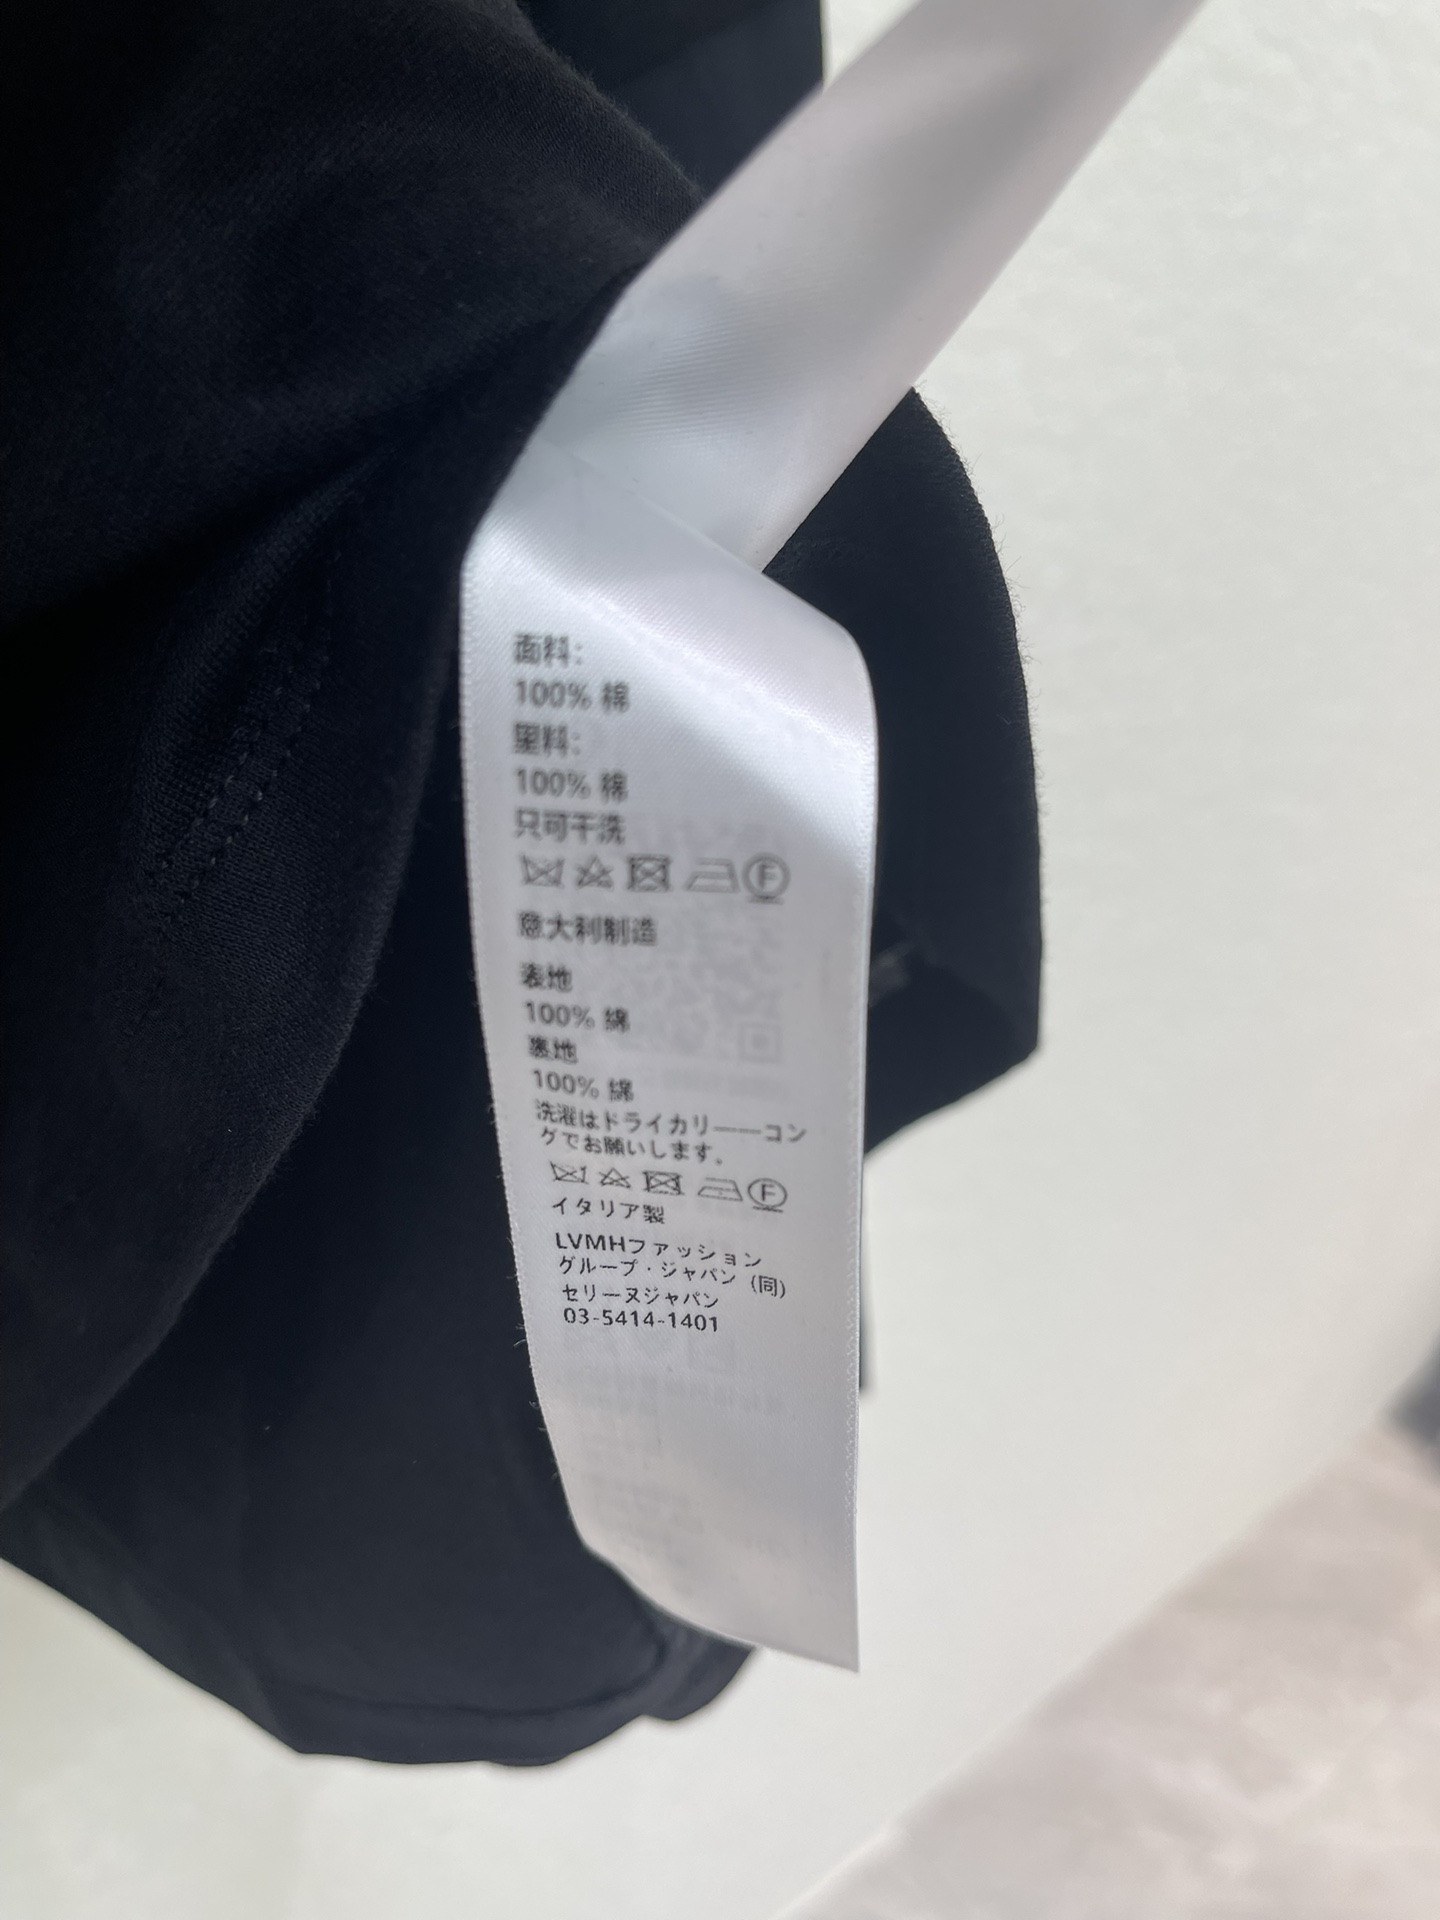 面料:
100% 棉
里料:
100% 棉
只可干洗
F
意大利制造
表地
100% 綿
裏地
100% 綿
洗濯はドライカリ――コン
グでお願いします。
F
イタリア製
LVMHファッション
グループ・ジャパン (同)
セリーヌジャパン
03-5414-1401